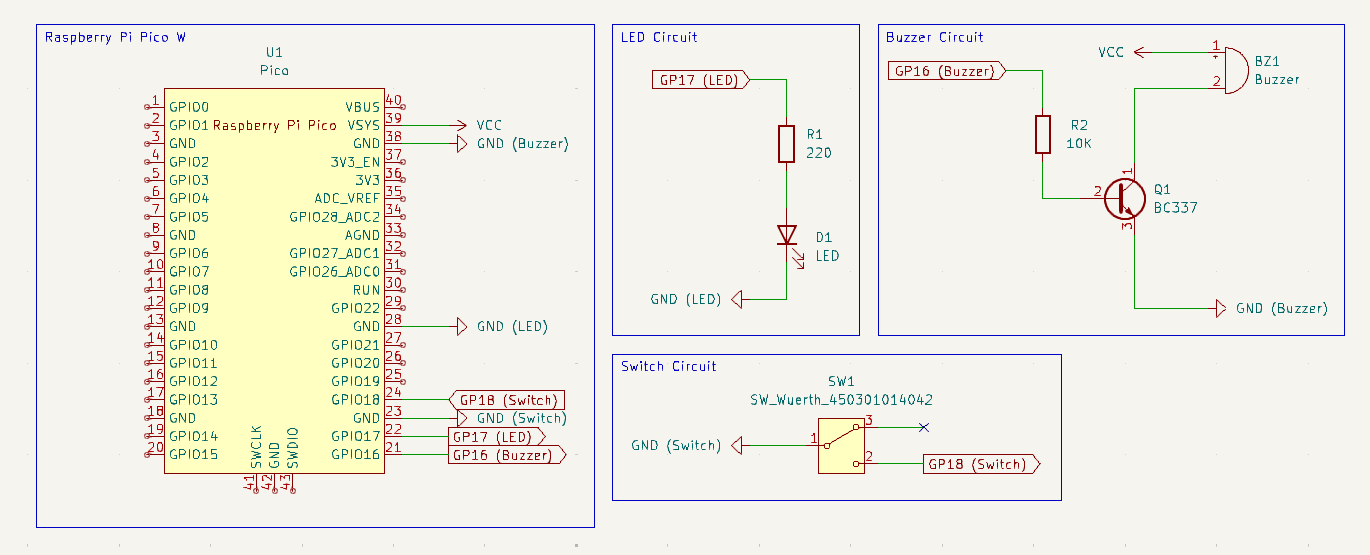 Raspberry Pi Pico W
U1
Pico
Raspberry Pi Pico
1 GPIO0
2 GPIO1
3 GND
4 GPIO2
5 GPIO3
6 GPIO4
7 GPIO5
8 GND
9 GPIO6
10 GPIO7
11 GPIO8
12 GPIO9
13 GND
14 GPIO10
15 GPIO11
16 GPIO12
17 GPIO13
18 GND
19 GPIO14
20 GPIO15
VBUS 40
VSYS 39 VCC
GND 38 GND (Buzzer)
3V3_EN 37
3V3 36
ADC_VREF 35
GPIO28_ADC2 34
AGND 33
GPIO27_ADC1 32
GPIO26_ADC0 31
RUN 30
GPIO22 29
GND 28 GND (LED)
GPIO21 27
GPIO20 26
GPIO19 25
GPIO18 24 GP18 (Switch)
GND 23 GND (Switch)
GPIO17 22 GP17 (LED)
GPIO16 21 GP16 (Buzzer)
SWCLK 41
GND 42
SWDIO 43
LED Circuit
GP17 (LED)
R1
220
D1
LED
GND (LED)
Buzzer Circuit
VCC
1
+
2
BZ1
Buzzer
GP16 (Buzzer)
R2
10K
1
2
3
Q1
BC337
GND (Buzzer)
Switch Circuit
SW1
SW_Wuerth_450301014042
3
GND (Switch) 1
2 GP18 (Switch)